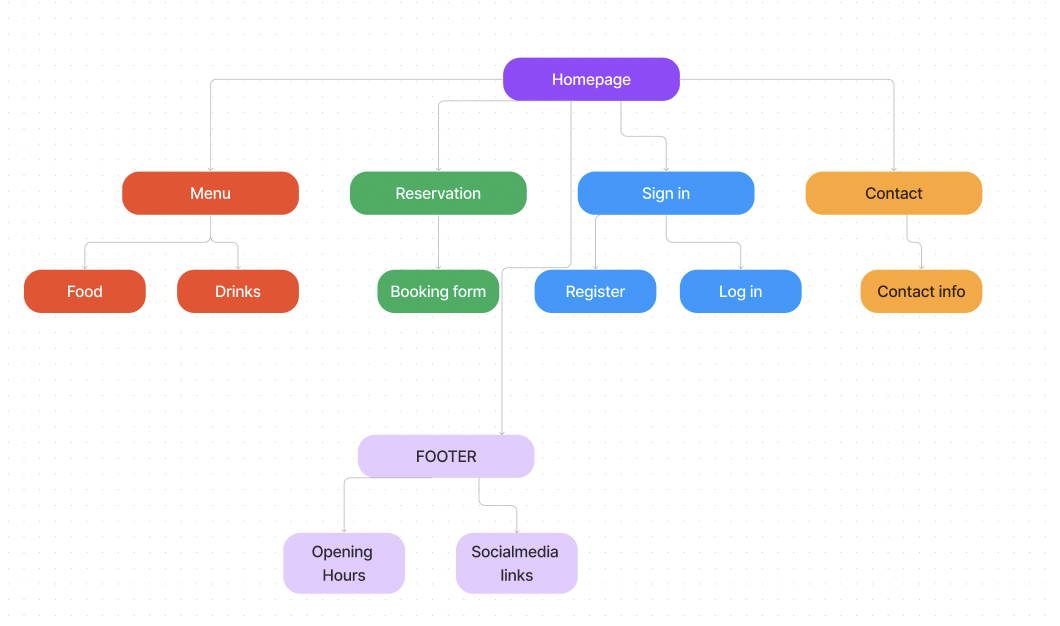 Homepage
Menu
Reservation
Sign in
Contact
Food
Drinks
Booking form
Register
Log in
Contact info
FOOTER
Opening
Hours
Socialmedia
links